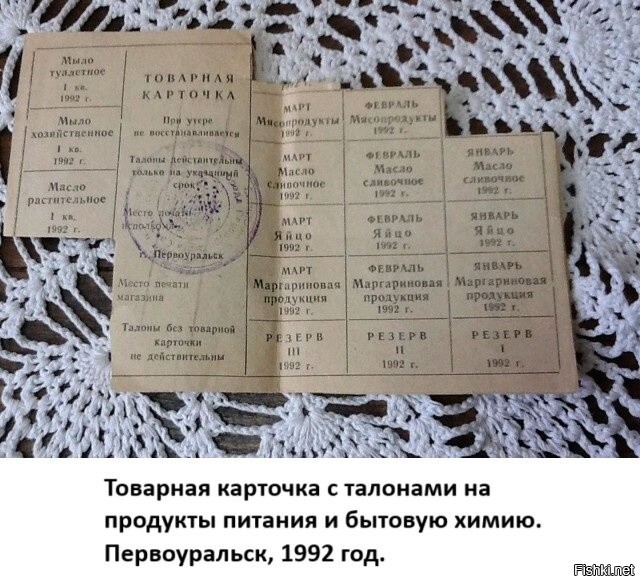 Мыло
туалетное
I кв.
1992 г.
Мыло
хозяйственное
I кв.
1992 г.
Масло
растительное
I кв.
1992 г.
ТОВАРНАЯ
КАРТОЧКА
При утере
не восстанавливается
Талоны действительны
только на указанный
срок
Место печати
исполкома
г. Первоуральск
Место печати
магазина
Талоны без товарной
карточки
не действительны
МАРТ
Мясопродукты
1992 г.
ФЕВРАЛЬ
Мясопродукты
1992 г.
МАРТ
Масло
сливочное
1992 г.
ФЕВРАЛЬ
Масло
сливочное
1992 г.
ЯНВАРЬ
Масло
сливочное
1992 г.
МАРТ
Яйцо
1992 г.
ФЕВРАЛЬ
Яйцо
1992 г.
ЯНВАРЬ
Яйцо
1992 г.
МАРТ
Маргариновая
продукция
1992 г.
ФЕВРАЛЬ
Маргариновая
продукция
1992 г.
ЯНВАРЬ
Маргариновая
продукция
1992 г.
РЕЗЕРВ
III
1992 г.
РЕЗЕРВ
II
1992 г.
РЕЗЕРВ
I
1992 г.
Товарная карточка с талонами на
продукты питания и бытовую химию.
Первоуральск, 1992 год.
Fishki.net